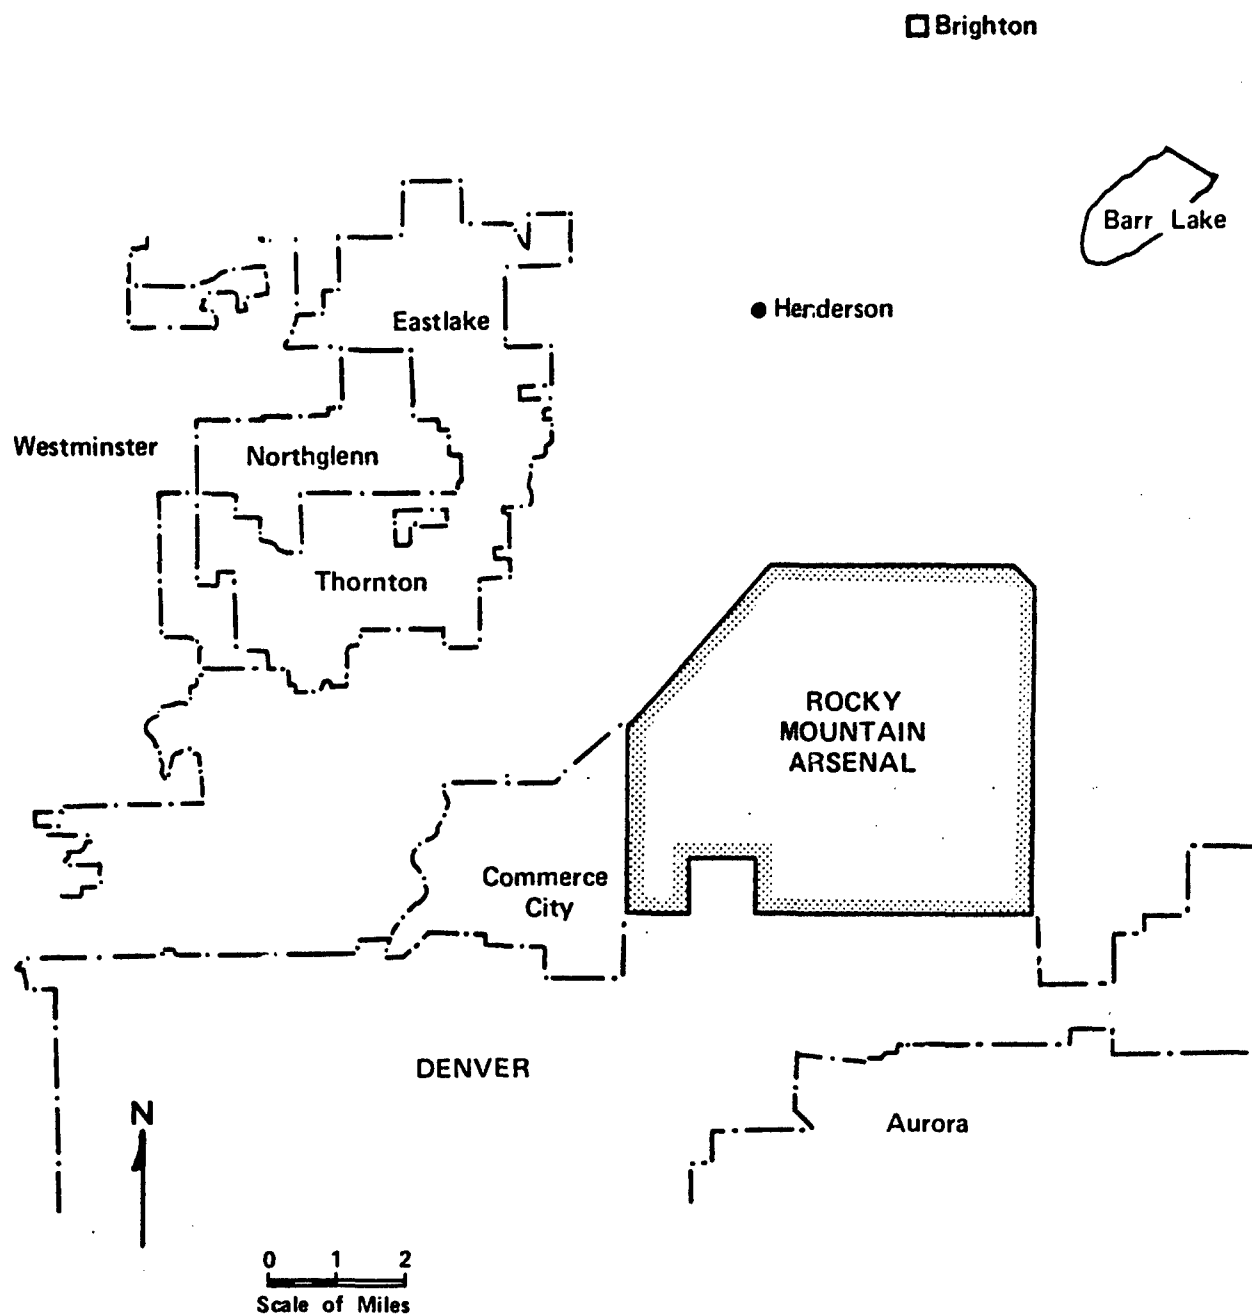 Brighton
Barr Lake
Henderson
Eastlake
Westminster
Northglenn
Thornton
ROCKY
MOUNTAIN
ARSENAL
Commerce
City
DENVER
Aurora
N
0 1 2
Scale of Miles